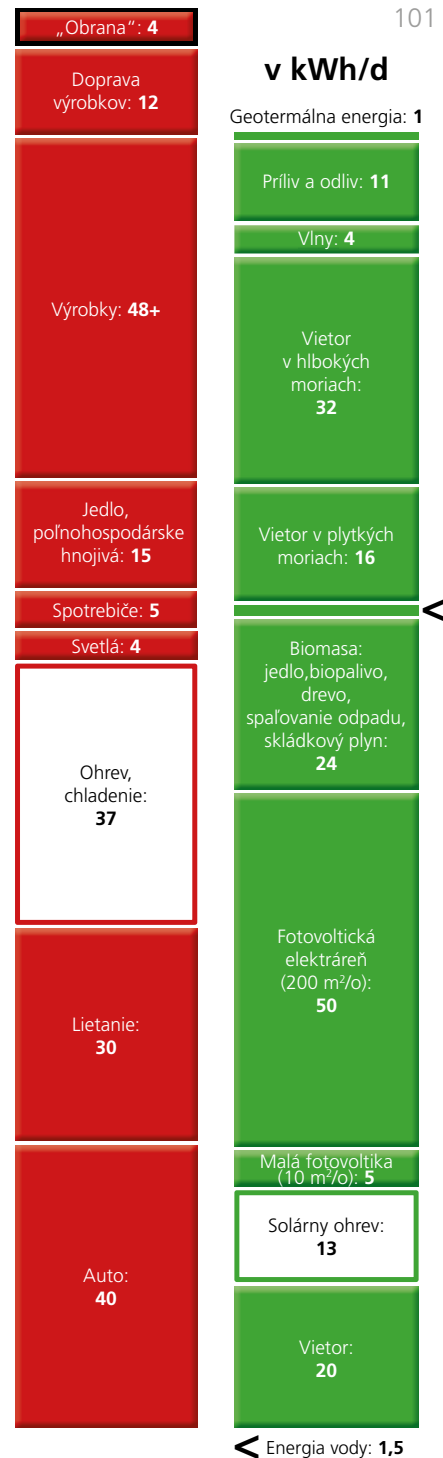 101
„Obrana“: 4
Doprava
výrobkov: 12
Výrobky: 48+
Jedlo,
poľnohospodárske
hnojivá: 15
Spotrebiče: 5
Svetlá: 4
Ohrev,
chladenie:
37
Lietanie:
30
Auto:
40
v kWh/d
Geotermálna energia: 1
Príliv a odliv: 11
Vlny: 4
Vietor
v hlbokých
moriach:
32
Vietor v plytkých
moriach: 16
<
Biomasa:
jedlo,biopalivo,
drevo,
spaľovanie odpadu,
skládkový plyn:
24
Fotovoltická
elektráreň
(200 m²/o):
50
Malá fotovoltika
(10 m²/o): 5
Solárny ohrev:
13
Vietor:
20
< Energia vody: 1,5